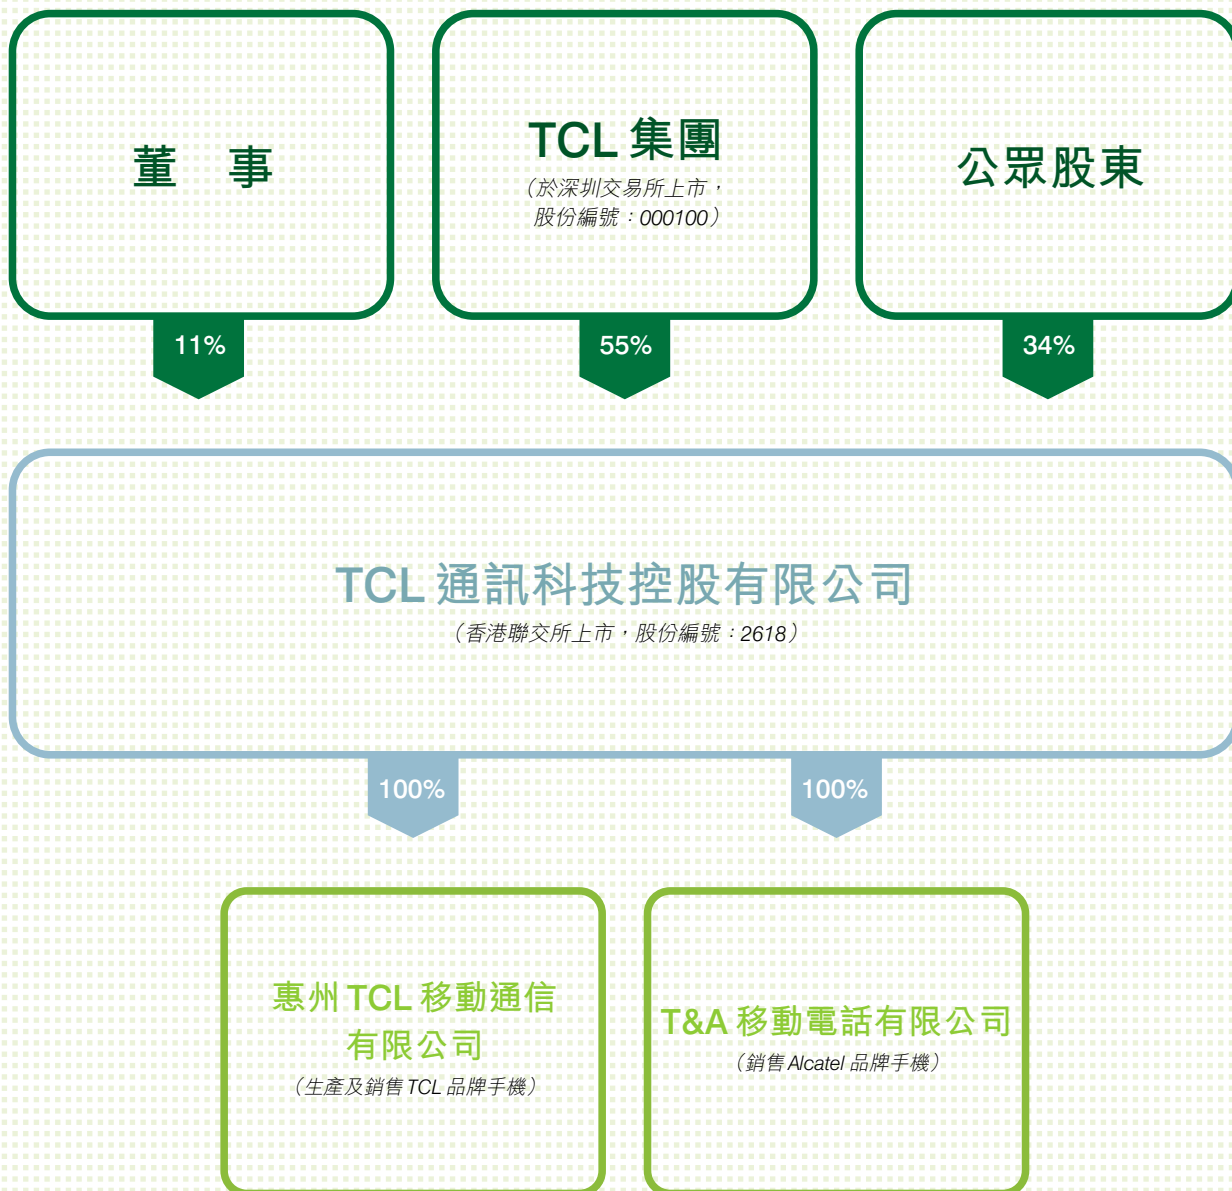 董 事
TCL 集團
（於深圳交易所上市，
股份編號：000100）
公眾股東
11%
55%
34%
TCL 通訊科技控股有限公司
（香港聯交所上市，股份編號：2618）
100%
100%
惠州 TCL 移動通信
有限公司
（生產及銷售 TCL 品牌手機）
T&A 移動電話有限公司
（銷售 Alcatel 品牌手機）